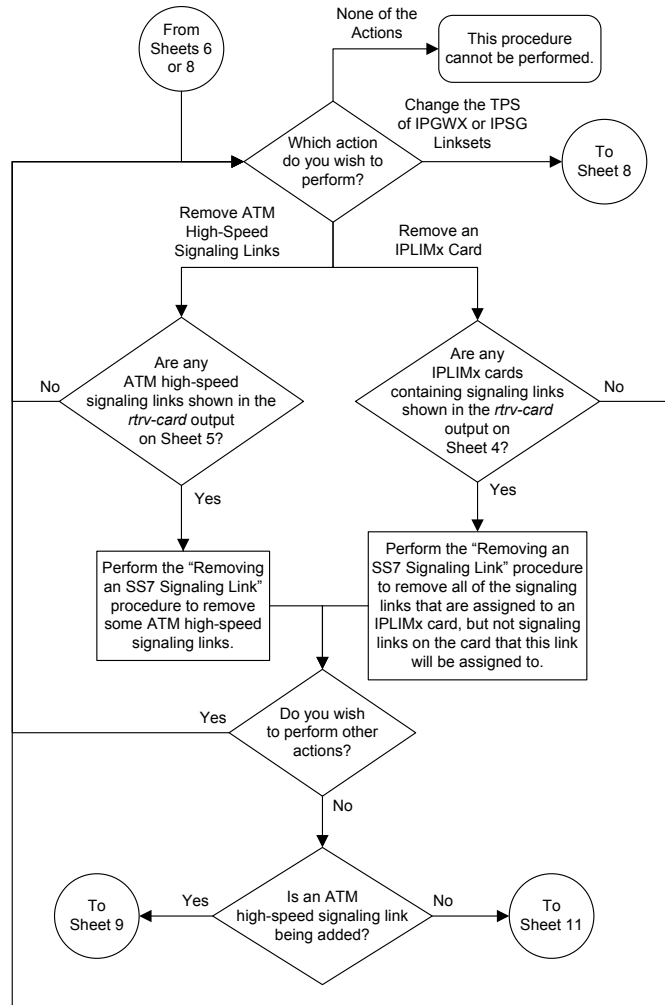 From
Sheets 6
or 8
None of the
Actions
This procedure
cannot be performed.
Which action
do you wish to
perform?
Change the TPS
of IPGWX or IPSG
Linksets
To
Sheet 8
Remove ATM
High-Speed
Signaling Links
Remove an
IPLIMx Card
Are any
ATM high-speed
signaling links shown in the
rtrv-card output
on Sheet 5?
No
Yes
Are any
IPLIMx cards
containing signaling links
shown in the rtrv-card
output on
Sheet 4?
No
Yes
Perform the “Removing
an SS7 Signaling Link”
procedure to remove
some ATM high-speed
signaling links.
Perform the “Removing an
SS7 Signaling Link” procedure
to remove all of the signaling
links that are assigned to an
IPLIMx card, but not signaling
links on the card that this link
will be assigned to.
Do you wish
to perform other
actions?
Yes
No
Is an ATM
high-speed signaling link
being added?
Yes
To
Sheet 9
No
To
Sheet 11